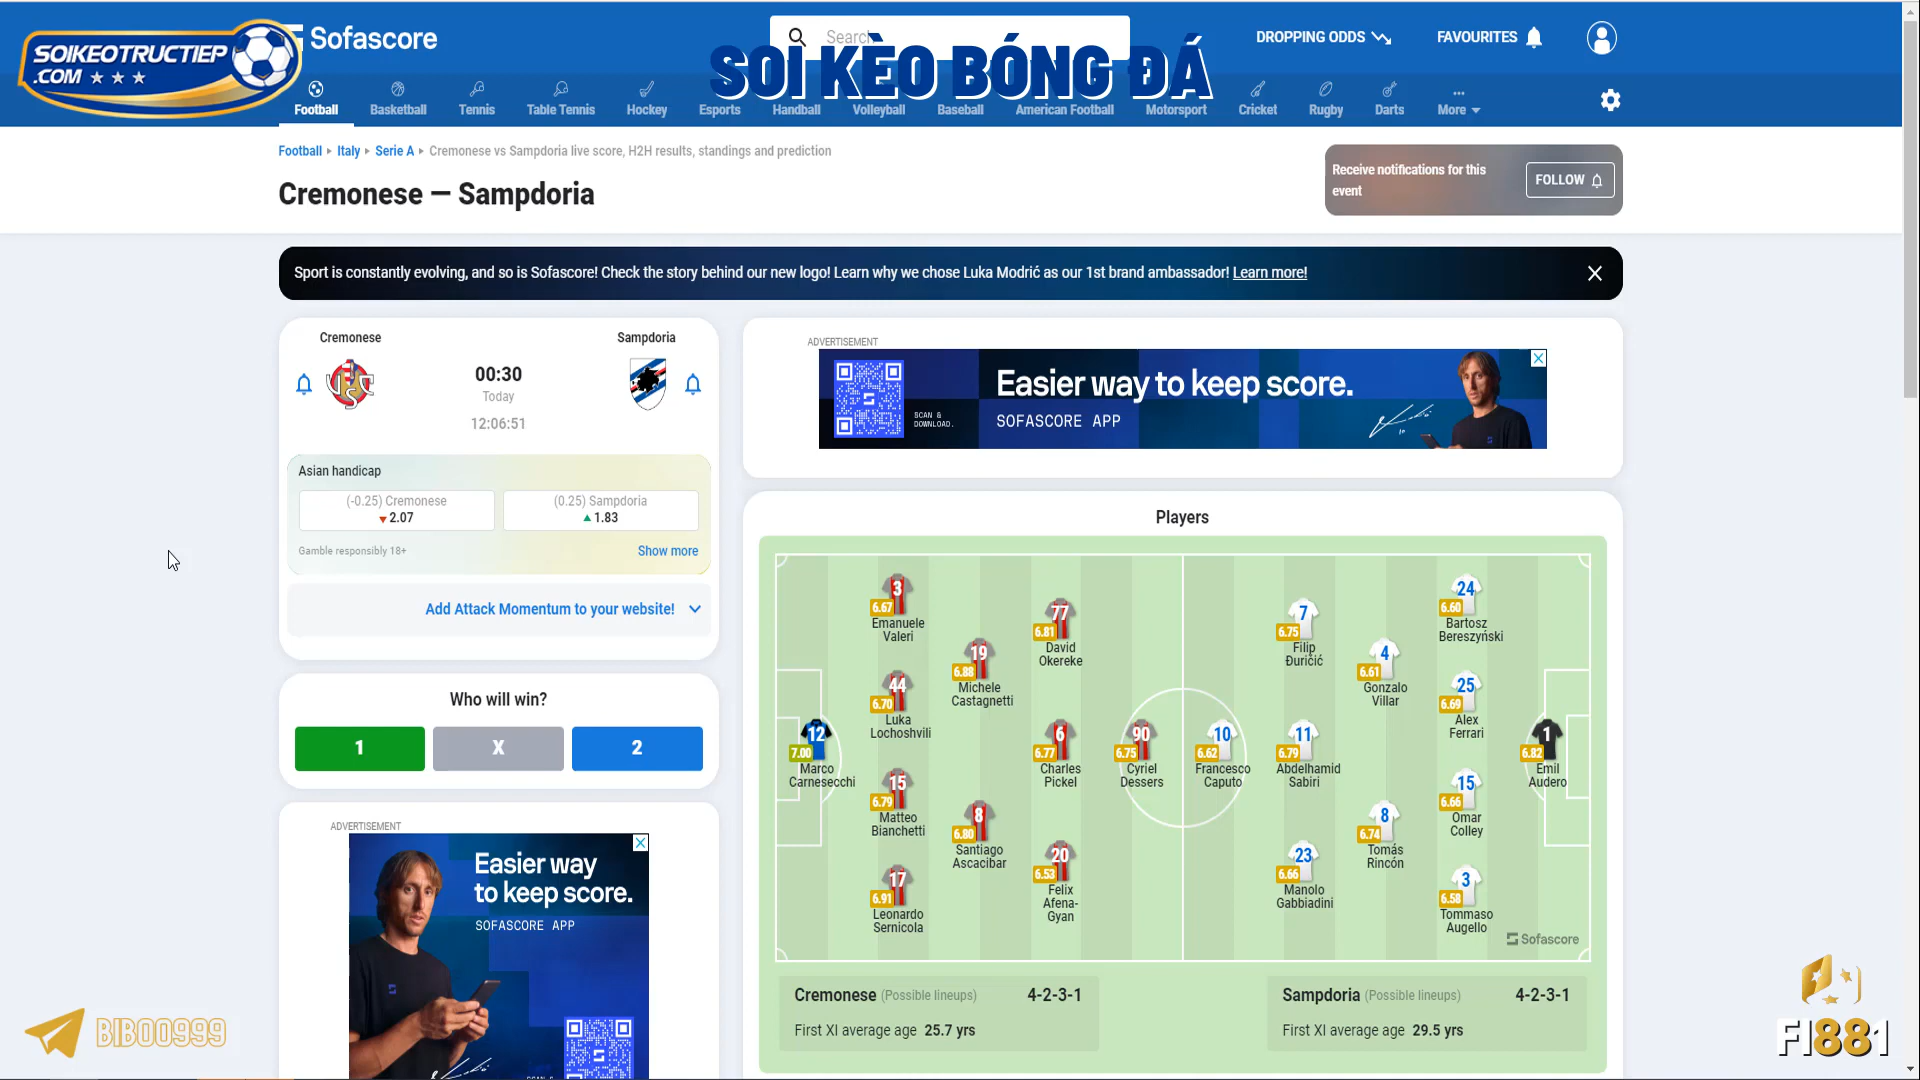 SOIKEOTRUCTIEP
.COM
Sofascore
Search
SOI KÈO BÓNG ĐÁ
DROPPING ODDS
FAVOURITES
Football
Basketball
Tennis
Table Tennis
Hockey
Esports
Handball
Volleyball
Baseball
American Football
Motorsport
Cricket
Rugby
Darts
More
Football
Italy
Serie A
Cremonese vs Sampdoria live score, H2H results, standings and prediction
Cremonese — Sampdoria
Receive notifications for this
event
FOLLOW
Sport is constantly evolving, and so is Sofascore! Check the story behind our new logo! Learn why we chose Luka Modrić as our 1st brand ambassador! Learn more!
Cremonese
Sampdoria
00:30
Today
12:06:51
Asian handicap
(-0.25) Cremonese
2.07
(0.25) Sampdoria
1.83
Gamble responsibly 18+
Show more
Add Attack Momentum to your website!
Who will win?
1
X
2
ADVERTISEMENT
Easier way
to keep score.
SOFASCORE APP
ADVERTISEMENT
SCAN &
DOWNLOAD.
Easier way to keep score.
SOFASCORE APP
Players
12
7.00
Marco
Carnesecchi
3
6.67
Emanuele
Valeri
44
6.70
Luka
Lochoshvili
15
6.79
Matteo
Bianchetti
17
6.91
Leonardo
Sernicola
19
6.88
Michele
Castagnetti
8
6.80
Santiago
Ascacibar
77
6.81
David
Okereke
6
6.77
Charles
Pickel
20
6.53
Felix
Afena-
Gyan
90
6.75
Cyriel
Dessers
10
6.62
Francesco
Caputo
7
6.75
Filip
Đuričić
11
6.79
Abdelhamid
Sabiri
23
6.66
Manolo
Gabbiadini
4
6.61
Gonzalo
Villar
8
6.74
Tomás
Rincón
24
6.60
Bartosz
Bereszyński
25
6.69
Alex
Ferrari
15
6.66
Omar
Colley
3
6.58
Tommaso
Augello
1
6.82
Emil
Audero
Sofascore
Cremonese (Possible lineups) 4-2-3-1
First XI average age 25.7 yrs
Sampdoria (Possible lineups) 4-2-3-1
First XI average age 29.5 yrs
BIBOO999
FI881